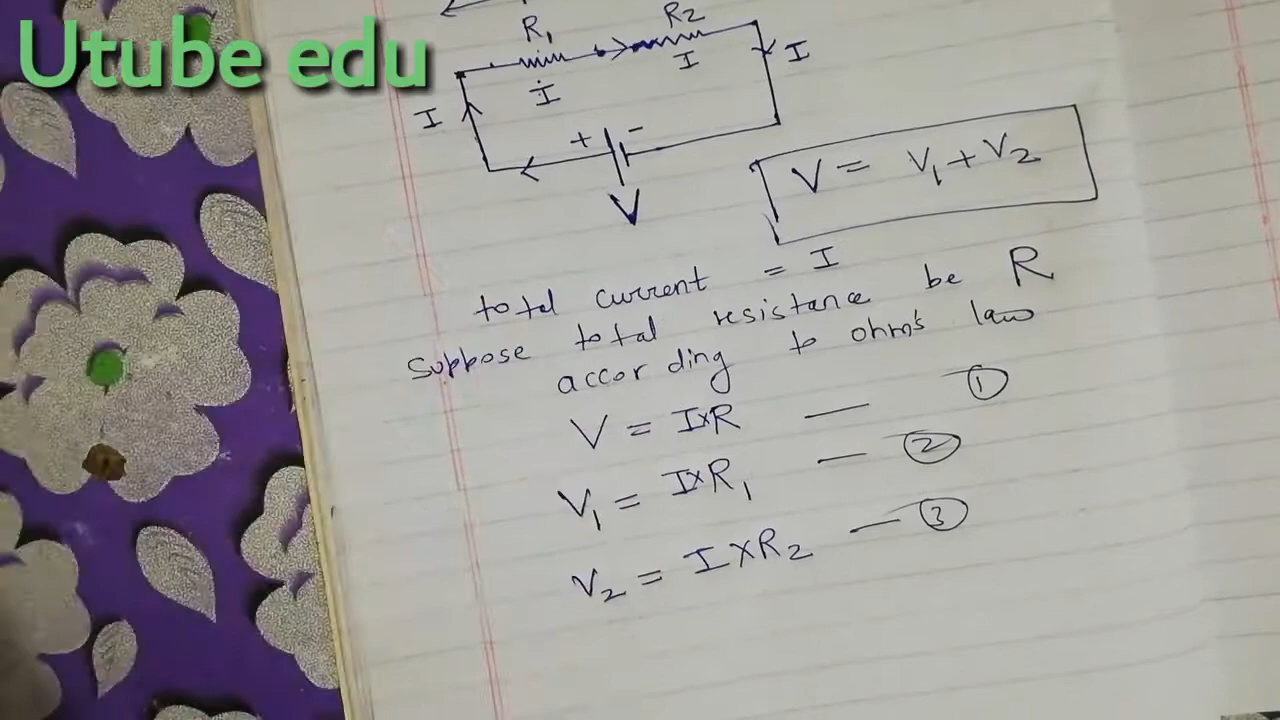 Utube edu
R1 R2
I I I I
+ -
V
V = V1 + V2
total current = I
suppose total resistance be R
according to ohm's law
V = I×R — 1
V1 = I×R1 — 2
V2 = I×R2 — 3